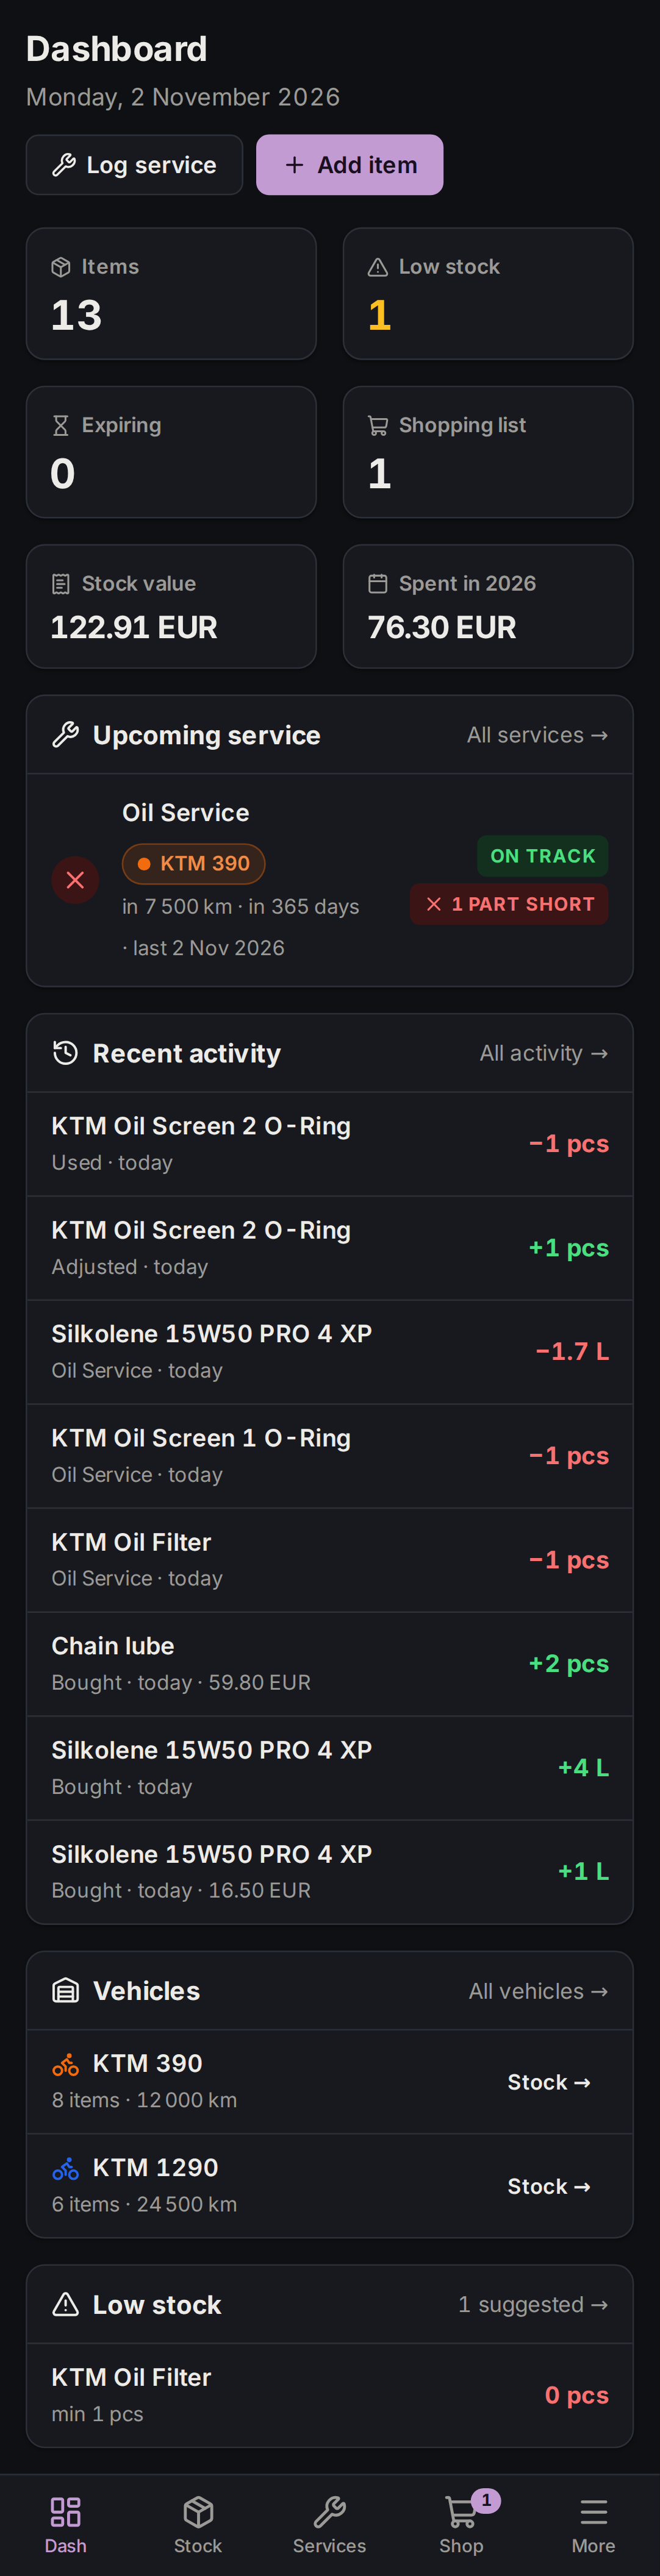 Dashboard
Monday, 2 November 2026
Log service
+ Add item
Items
13
Low stock
1
Expiring
0
Shopping list
1
Stock value
122.91 EUR
Spent in 2026
76.30 EUR
Upcoming service
All services →
Oil Service
KTM 390
in 7 500 km · in 365 days
· last 2 Nov 2026
ON TRACK
1 PART SHORT
Recent activity
All activity →
KTM Oil Screen 2 O-Ring
Used · today
−1 pcs
KTM Oil Screen 2 O-Ring
Adjusted · today
+1 pcs
Silkolene 15W50 PRO 4 XP
Oil Service · today
−1.7 L
KTM Oil Screen 1 O-Ring
Oil Service · today
−1 pcs
KTM Oil Filter
Oil Service · today
−1 pcs
Chain lube
Bought · today · 59.80 EUR
+2 pcs
Silkolene 15W50 PRO 4 XP
Bought · today
+4 L
Silkolene 15W50 PRO 4 XP
Bought · today · 16.50 EUR
+1 L
Vehicles
All vehicles →
KTM 390
8 items · 12 000 km
Stock →
KTM 1290
6 items · 24 500 km
Stock →
Low stock
1 suggested →
KTM Oil Filter
min 1 pcs
0 pcs
Dash
Stock
Services
1
Shop
More